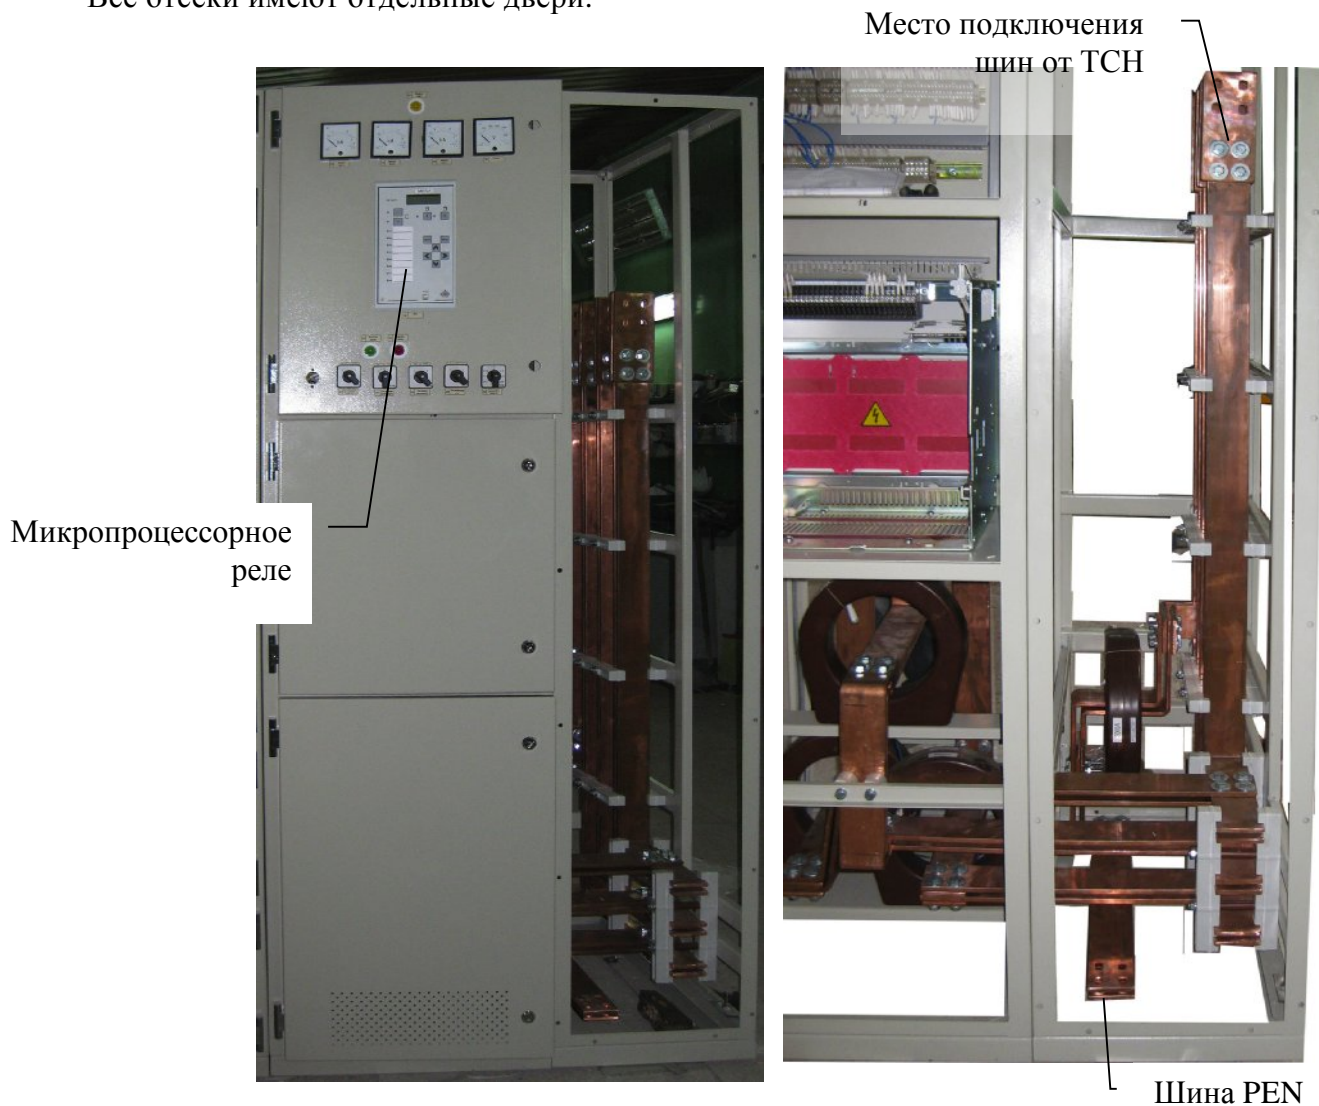 Все отсеки имеют отдельные двери.
Место подключения
шин от ТСН
Микропроцессорное
реле
Шина PEN